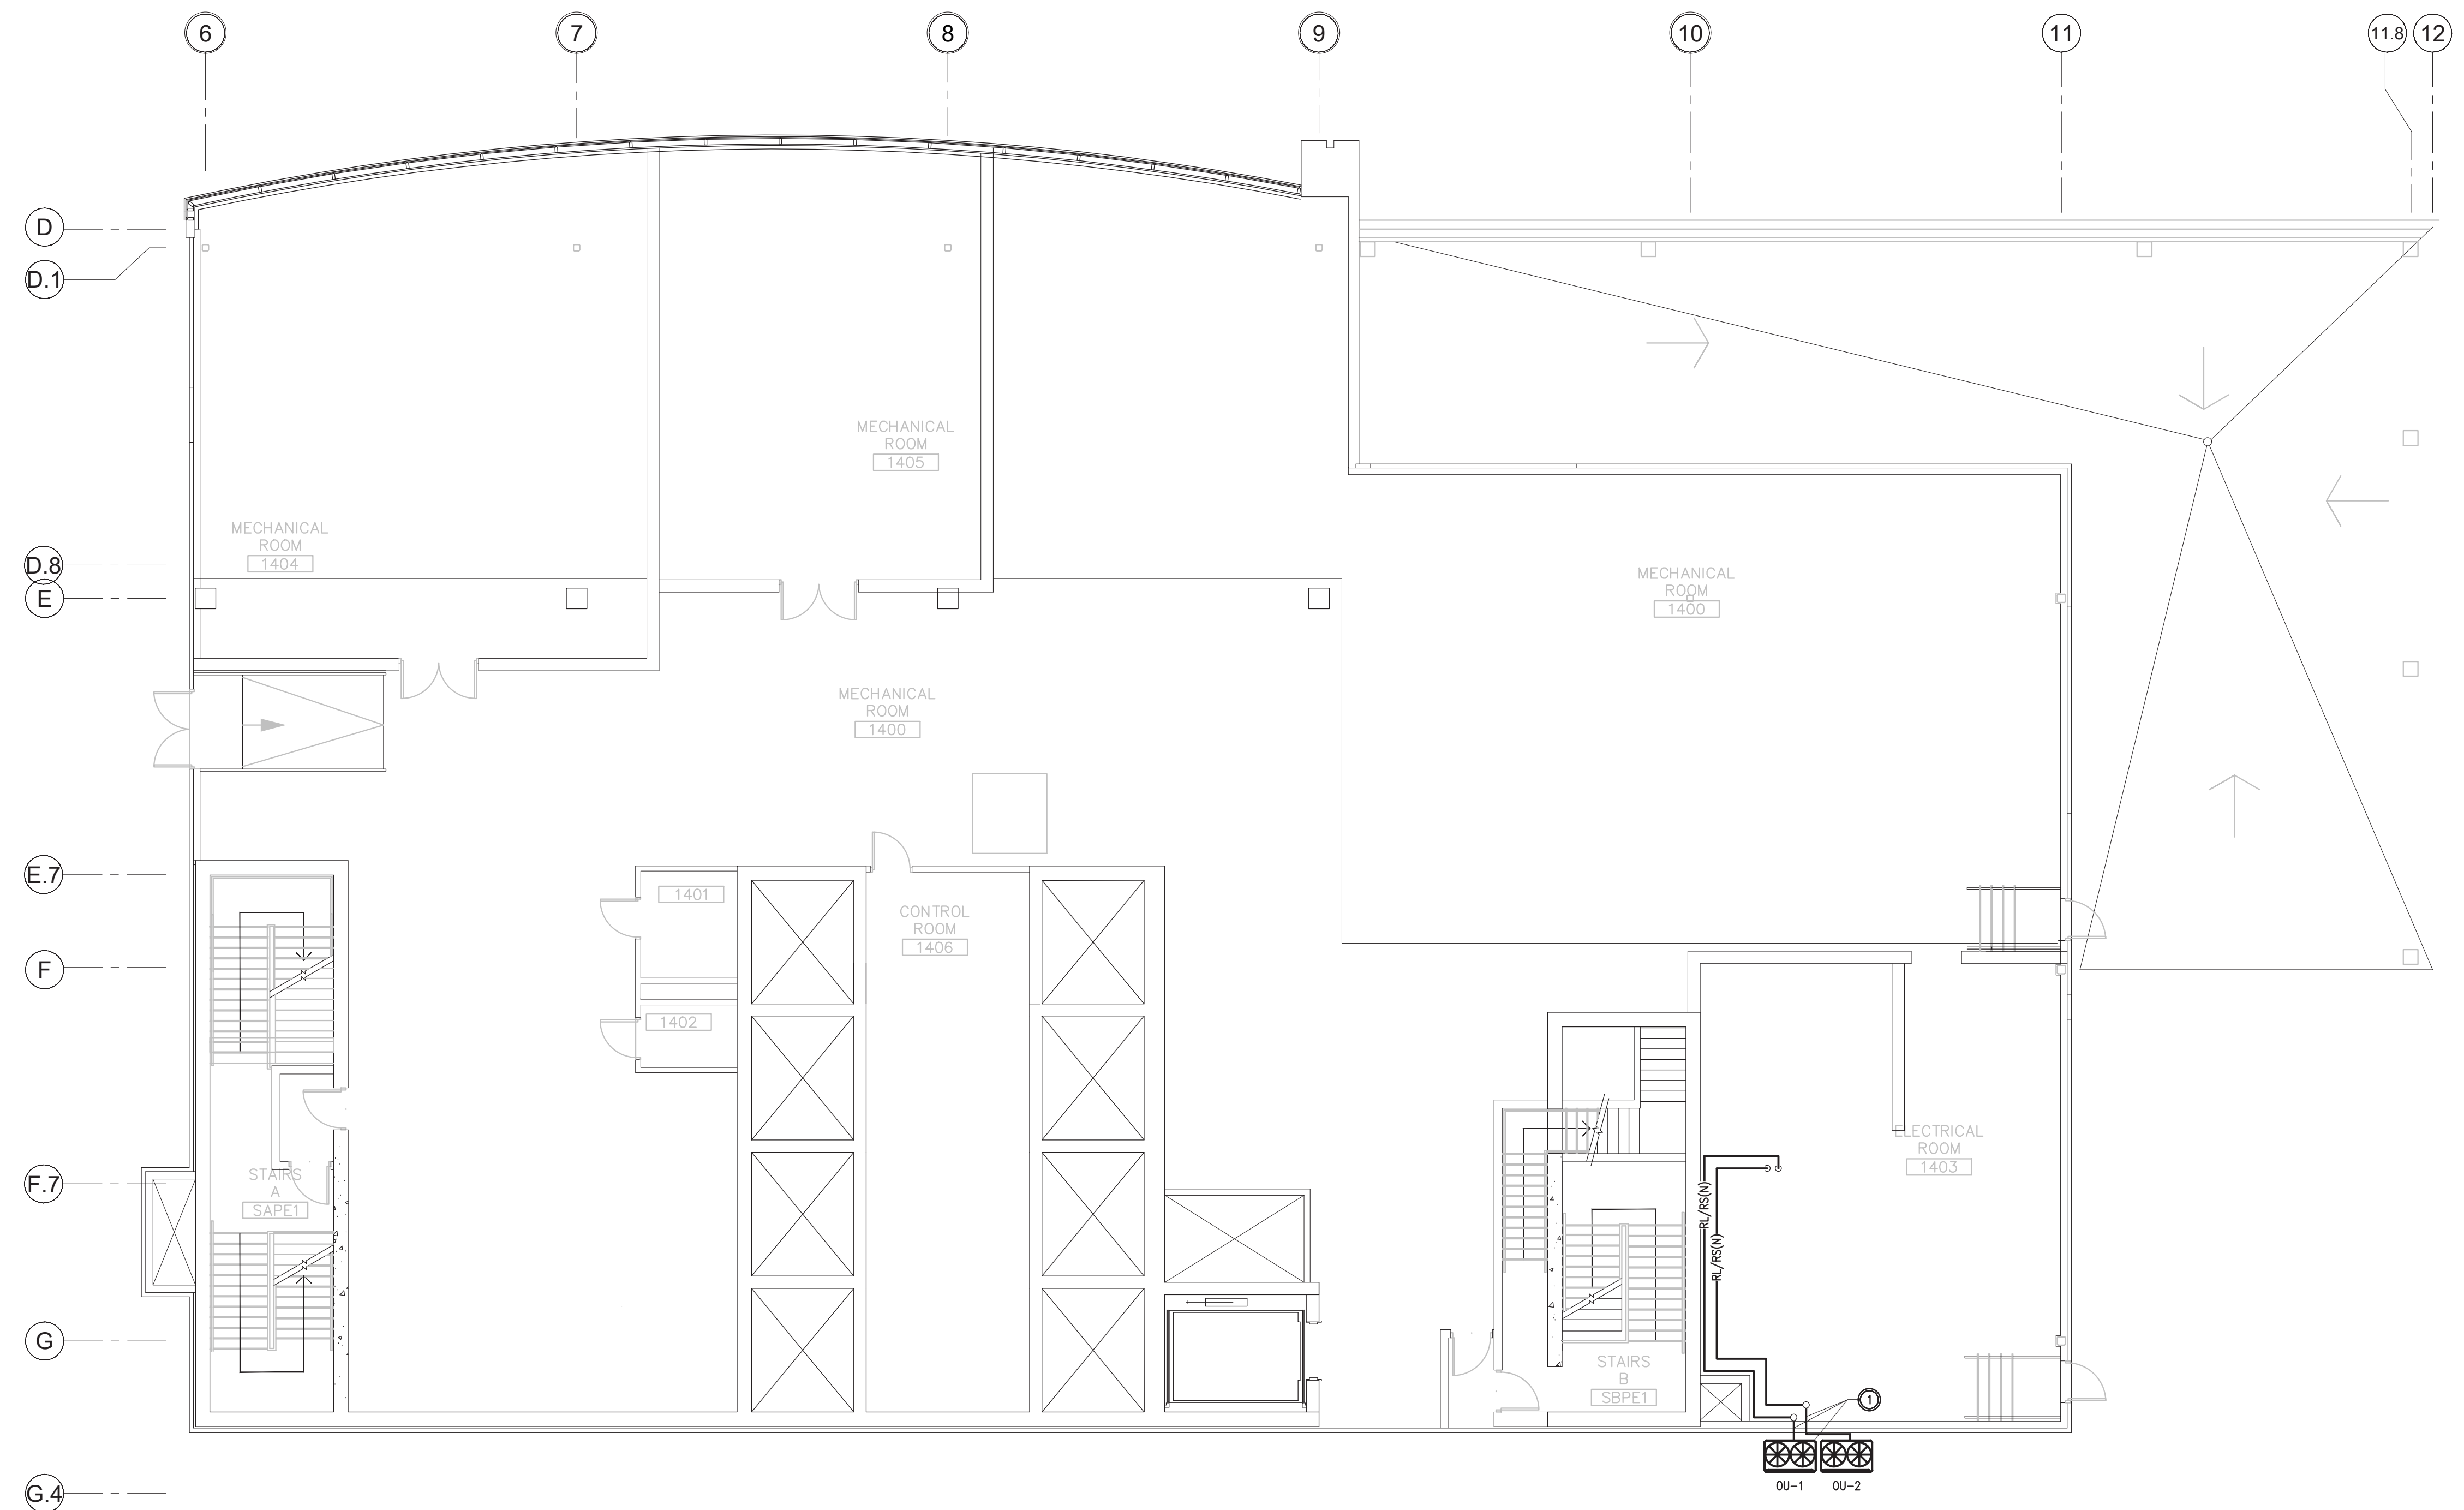 6
7
8
9
10
11
11.8
12
D
D.1
MECHANICAL
ROOM
1405
MECHANICAL
ROOM
1404
D.8
E
MECHANICAL
ROOM
1400
MECHANICAL
ROOM
1400
E.7
1401
CONTROL
ROOM
1406
F
1402
ELECTRICAL
ROOM
1403
F.7
STAIRS
A
SAPE1
RL/RS(N)
RL/RS(N)
G
STAIRS
B
SBPE1
1
OU-1
OU-2
G.4